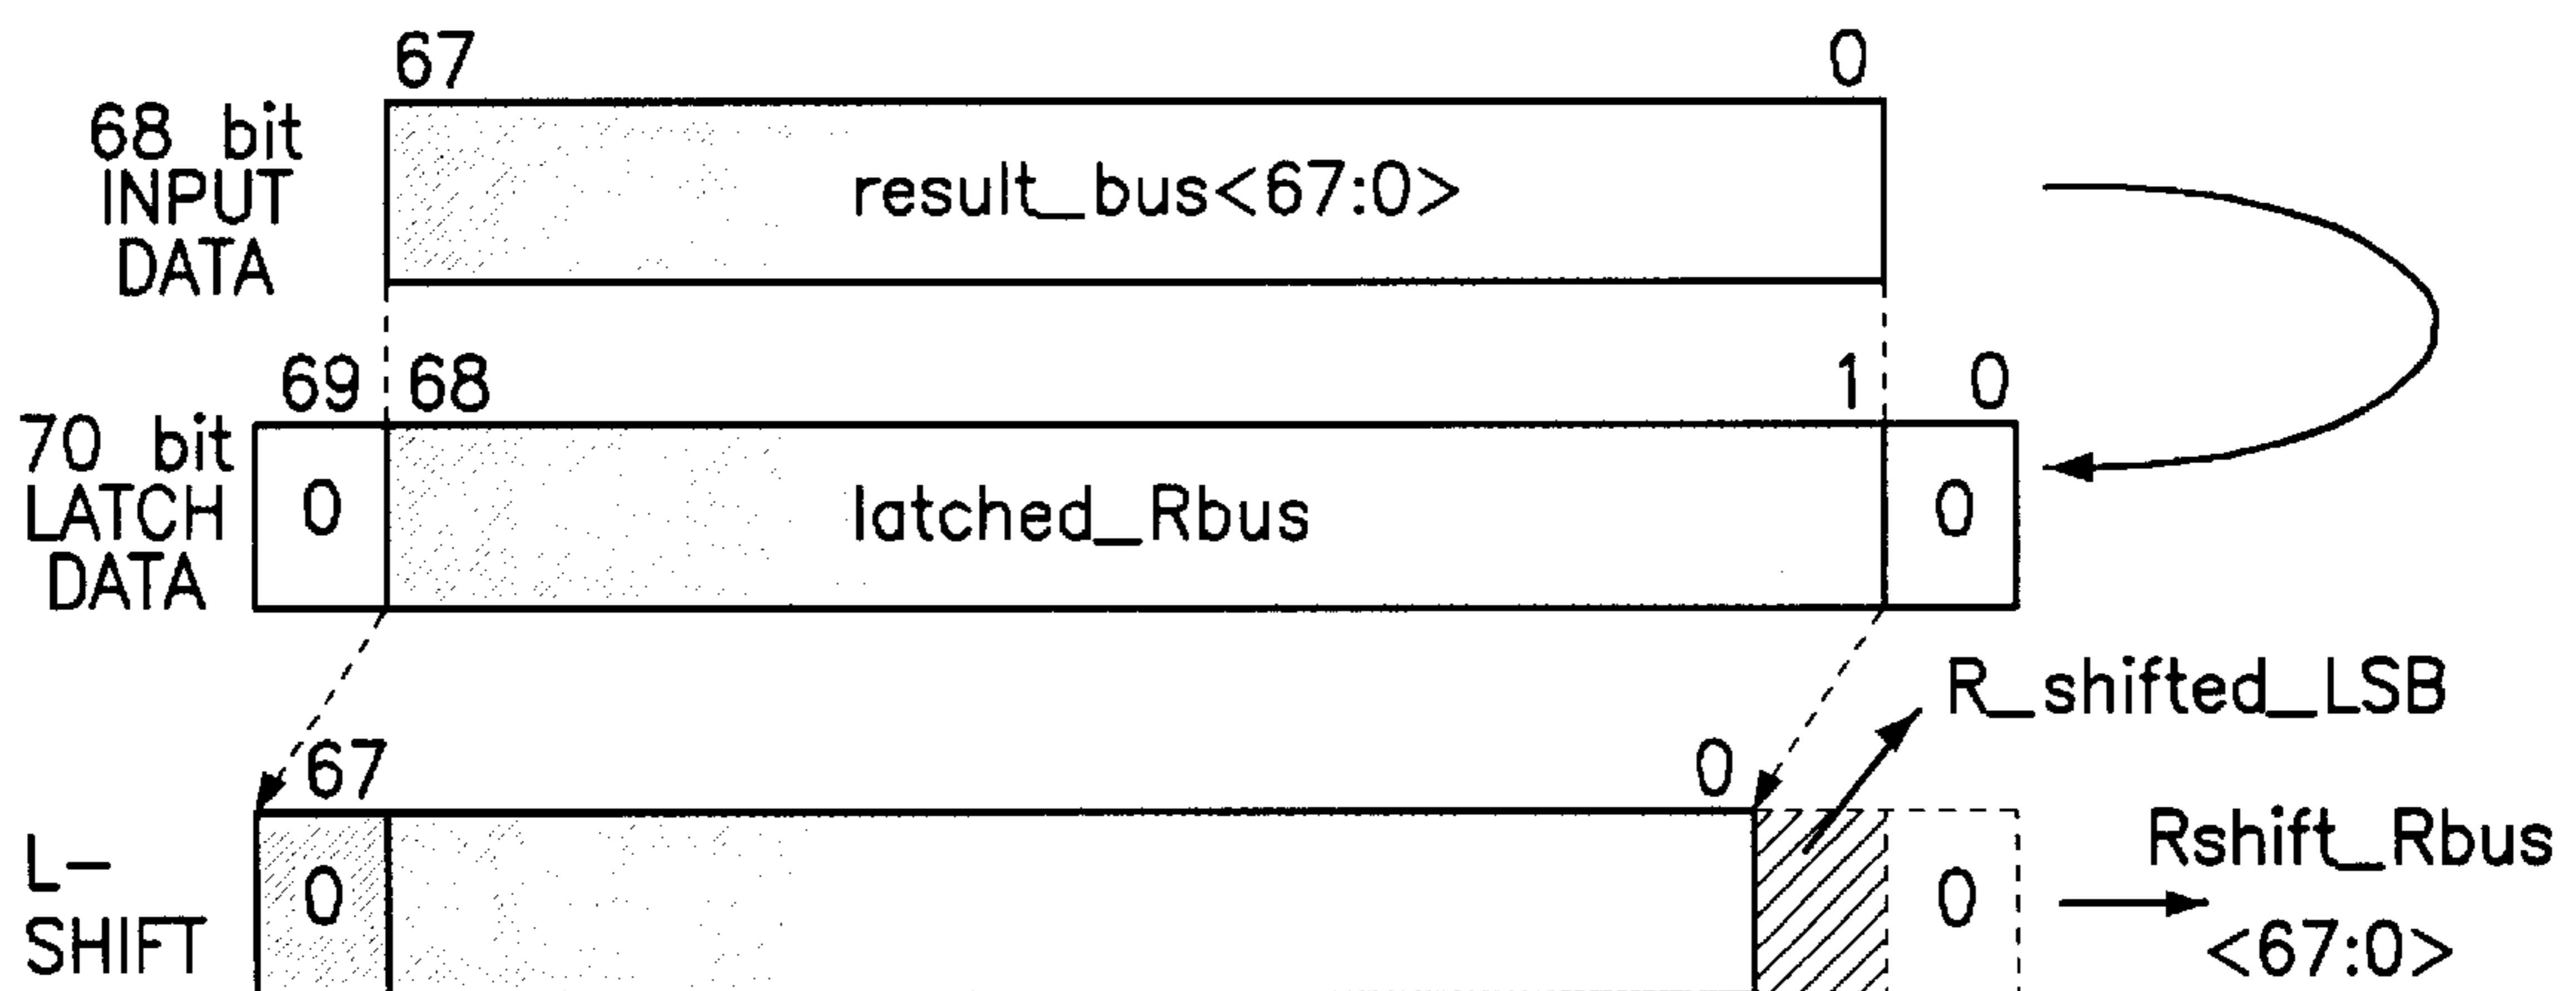 67 0
68 bit
INPUT
DATA
result_bus<67:0>
69 68 1 0
70 bit
LATCH
DATA
0 latched_Rbus 0
R_shifted_LSB
67 0
L-
SHIFT
0 0
Rshift_Rbus
<67:0>